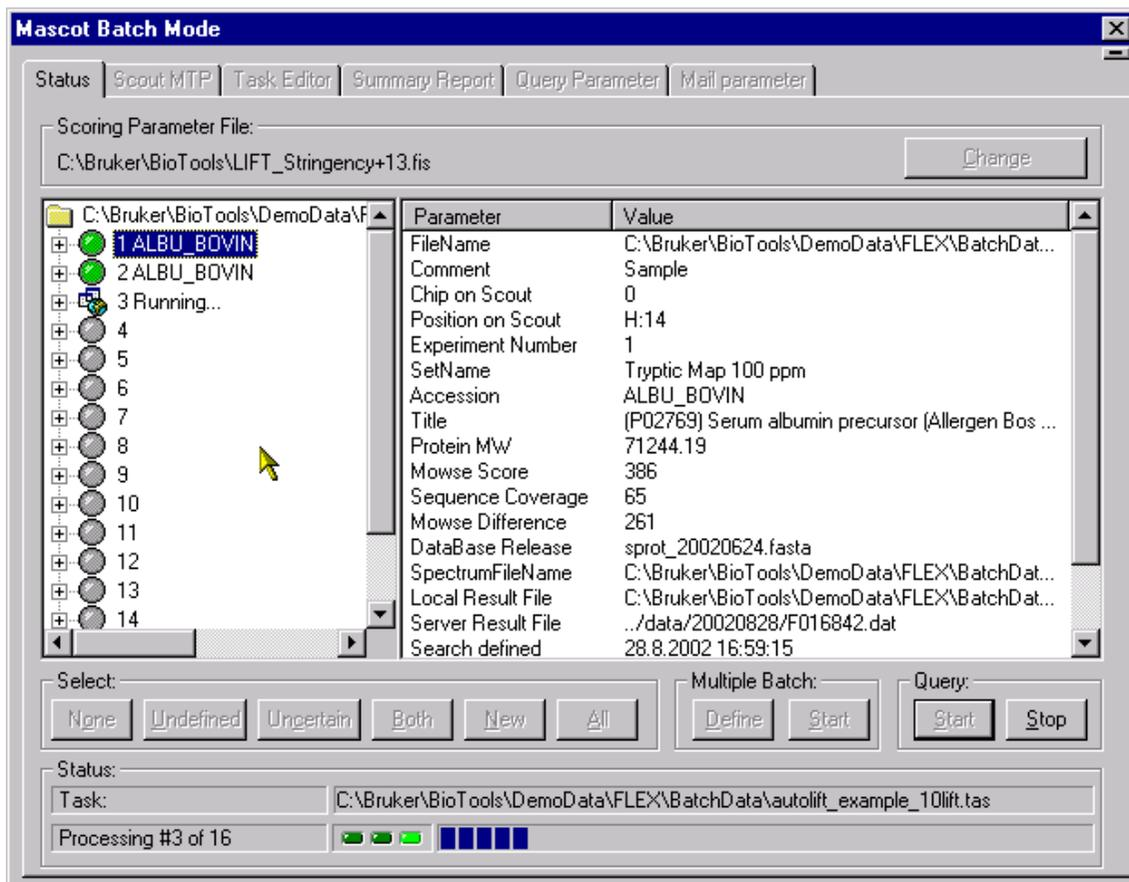 Mascot Batch Mode
Status Scout MTP Task Editor Summary Report Query Parameter Mail parameter
Scoring Parameter File:
C:\Bruker\BioTools\LIFT_Stringency+13.fis Change
C:\Bruker\BioTools\DemoData\F
1 ALBU_BOVIN
2 ALBU_BOVIN
3 Running...
4
5
6
7
8
9
10
11
12
13
14
Parameter Value
FileName C:\Bruker\BioTools\DemoData\FLEX\BatchDat...
Comment Sample
Chip on Scout 0
Position on Scout H:14
Experiment Number 1
SetName Tryptic Map 100 ppm
Accession ALBU_BOVIN
Title (P02769) Serum albumin precursor (Allergen Bos ...
Protein MW 71244.19
Mowse Score 386
Sequence Coverage 65
Mowse Difference 261
DataBase Release sprot_20020624.fasta
SpectrumFileName C:\Bruker\BioTools\DemoData\FLEX\BatchDat...
Local Result File C:\Bruker\BioTools\DemoData\FLEX\BatchDat...
Server Result File ../data/20020828/F016842.dat
Search defined 28.8.2002 16:59:15
Select: Multiple Batch: Query:
None Undefined Uncertain Both New All Define Start Start Stop
Status:
Task: C:\Bruker\BioTools\DemoData\FLEX\BatchData\autolift_example_10lift.tas
Processing #3 of 16